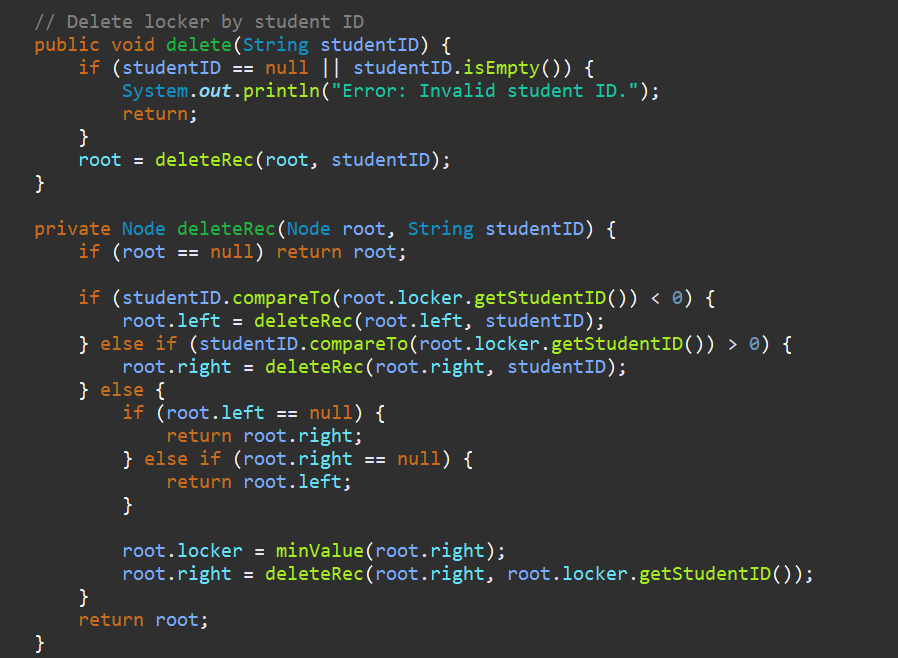 // Delete locker by student ID
public void delete(String studentID) {
    if (studentID == null || studentID.isEmpty()) {
        System.out.println("Error: Invalid student ID.");
        return;
    }
    root = deleteRec(root, studentID);
}

private Node deleteRec(Node root, String studentID) {
    if (root == null) return root;

    if (studentID.compareTo(root.locker.getStudentID()) < 0) {
        root.left = deleteRec(root.left, studentID);
    } else if (studentID.compareTo(root.locker.getStudentID()) > 0) {
        root.right = deleteRec(root.right, studentID);
    } else {
        if (root.left == null) {
            return root.right;
        } else if (root.right == null) {
            return root.left;
        }

        root.locker = minValue(root.right);
        root.right = deleteRec(root.right, root.locker.getStudentID());
    }
    return root;
}